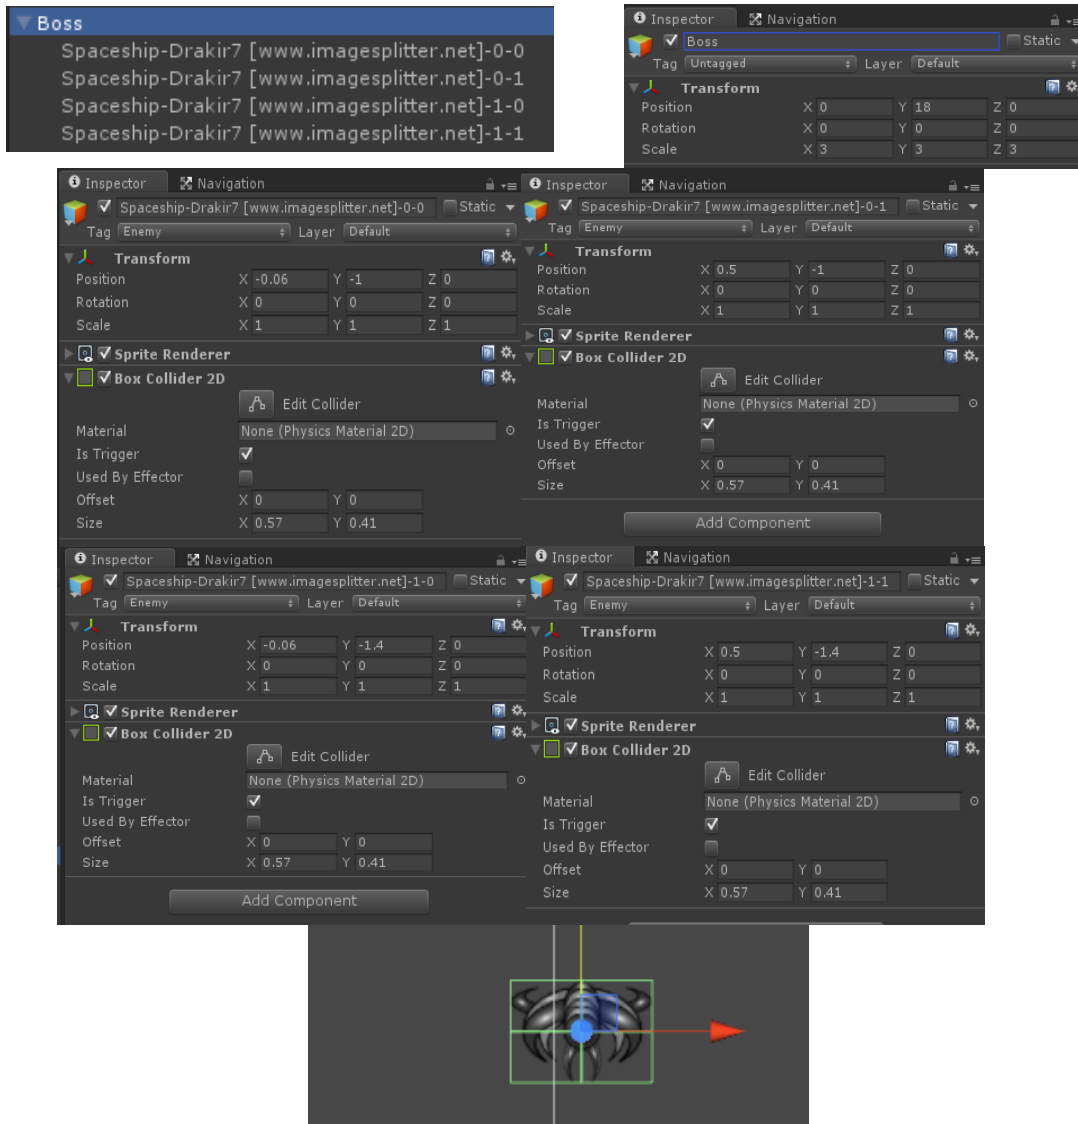 Boss
Spaceship-Drakir7 [www.imagesplitter.net]-0-0
Spaceship-Drakir7 [www.imagesplitter.net]-0-1
Spaceship-Drakir7 [www.imagesplitter.net]-1-0
Spaceship-Drakir7 [www.imagesplitter.net]-1-1
Inspector Navigation
Boss Static
Tag Untagged Layer Default
Transform
Position X 0 Y 18 Z 0
Rotation X 0 Y 0 Z 0
Scale X 3 Y 3 Z 3
Inspector Navigation
Spaceship-Drakir7 [www.imagesplitter.net]-0-0 Static
Tag Enemy Layer Default
Transform
Position X -0.06 Y -1 Z 0
Rotation X 0 Y 0 Z 0
Scale X 1 Y 1 Z 1
Sprite Renderer
Box Collider 2D
Edit Collider
Material None (Physics Material 2D)
Is Trigger
Used By Effector
Offset X 0 Y 0
Size X 0.57 Y 0.41
Inspector Navigation
Spaceship-Drakir7 [www.imagesplitter.net]-0-1 Static
Tag Enemy Layer Default
Transform
Position X 0.5 Y -1 Z 0
Rotation X 0 Y 0 Z 0
Scale X 1 Y 1 Z 1
Sprite Renderer
Box Collider 2D
Edit Collider
Material None (Physics Material 2D)
Is Trigger
Used By Effector
Offset X 0 Y 0
Size X 0.57 Y 0.41
Add Component
Inspector Navigation
Spaceship-Drakir7 [www.imagesplitter.net]-1-0 Static
Tag Enemy Layer Default
Transform
Position X -0.06 Y -1.4 Z 0
Rotation X 0 Y 0 Z 0
Scale X 1 Y 1 Z 1
Sprite Renderer
Box Collider 2D
Edit Collider
Material None (Physics Material 2D)
Is Trigger
Used By Effector
Offset X 0 Y 0
Size X 0.57 Y 0.41
Add Component
Inspector Navigation
Spaceship-Drakir7 [www.imagesplitter.net]-1-1 Static
Tag Enemy Layer Default
Transform
Position X 0.5 Y -1.4 Z 0
Rotation X 0 Y 0 Z 0
Scale X 1 Y 1 Z 1
Sprite Renderer
Box Collider 2D
Edit Collider
Material None (Physics Material 2D)
Is Trigger
Used By Effector
Offset X 0 Y 0
Size X 0.57 Y 0.41